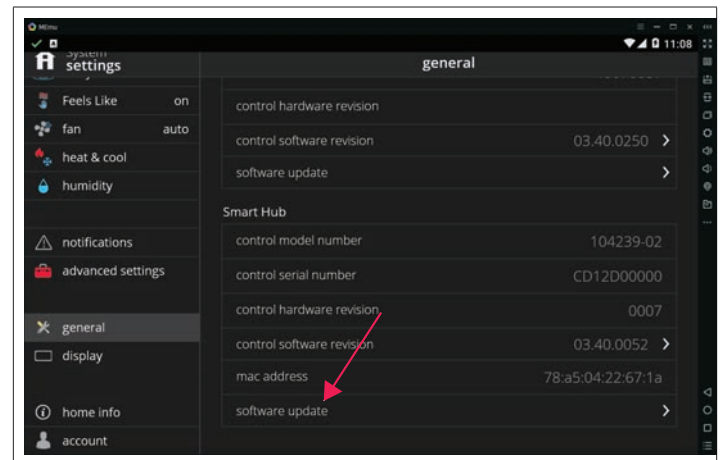 MEmu
11:08
System
settings
general
Feels Like on
fan auto
heat & cool
humidity
notifications
advanced settings
general
display
home info
account
control hardware revision
control software revision 03.40.0250
software update
Smart Hub
control model number 104239-02
control serial number CD12D00000
control hardware revision 0007
control software revision 03.40.0052
mac address 78:a5:04:22:67:1a
software update